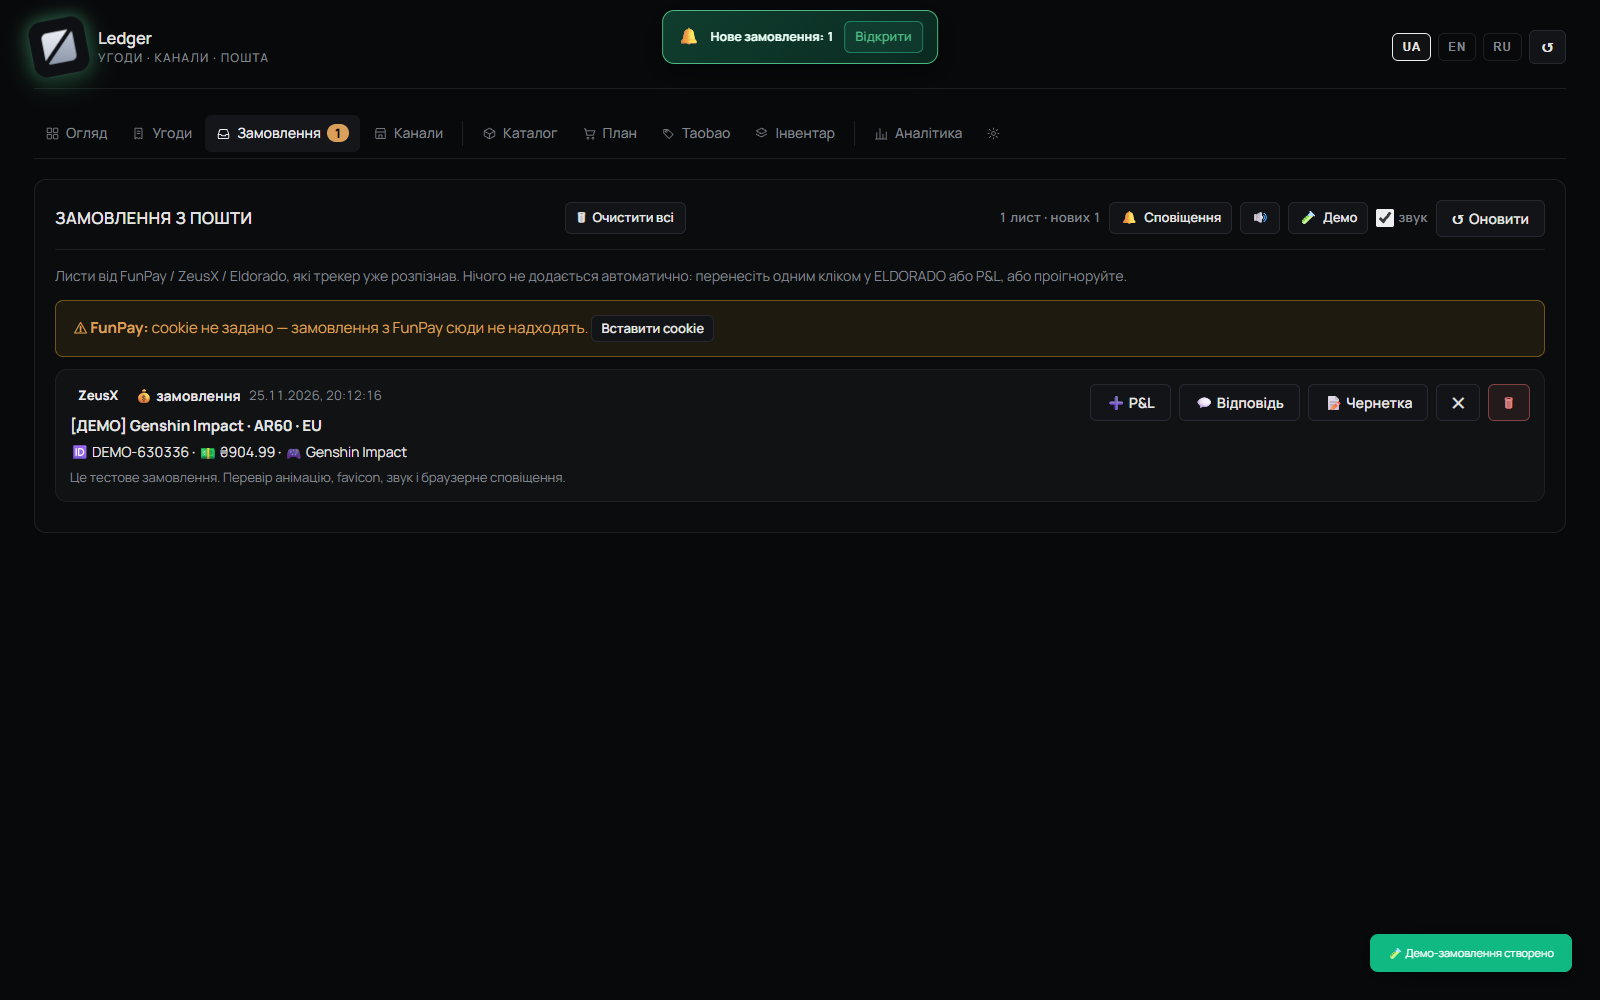 Ledger
УГОДИ · КАНАЛИ · ПОШТА
Нове замовлення: 1 Відкрити
UA EN RU
Огляд Угоди Замовлення 1 Канали Каталог План Taobao Інвентар Аналітика
ЗАМОВЛЕННЯ З ПОШТИ
Очистити всі
1 лист · нових 1 Сповіщення Демо звук Оновити
Листи від FunPay / ZeusX / Eldorado, які трекер уже розпізнав. Нічого не додається автоматично: перенесіть одним кліком у ELDORADO або P&L, або проігноруйте.
FunPay: cookie не задано — замовлення з FunPay сюди не надходять. Вставити cookie
ZeusX замовлення 25.11.2026, 20:12:16
P&L Відповідь Чернетка
[ДЕМО] Genshin Impact · AR60 · EU
ID DEMO-630336 · ₴904.99 · Genshin Impact
Це тестове замовлення. Перевір анімацію, favicon, звук і браузерне сповіщення.
Демо-замовлення створено